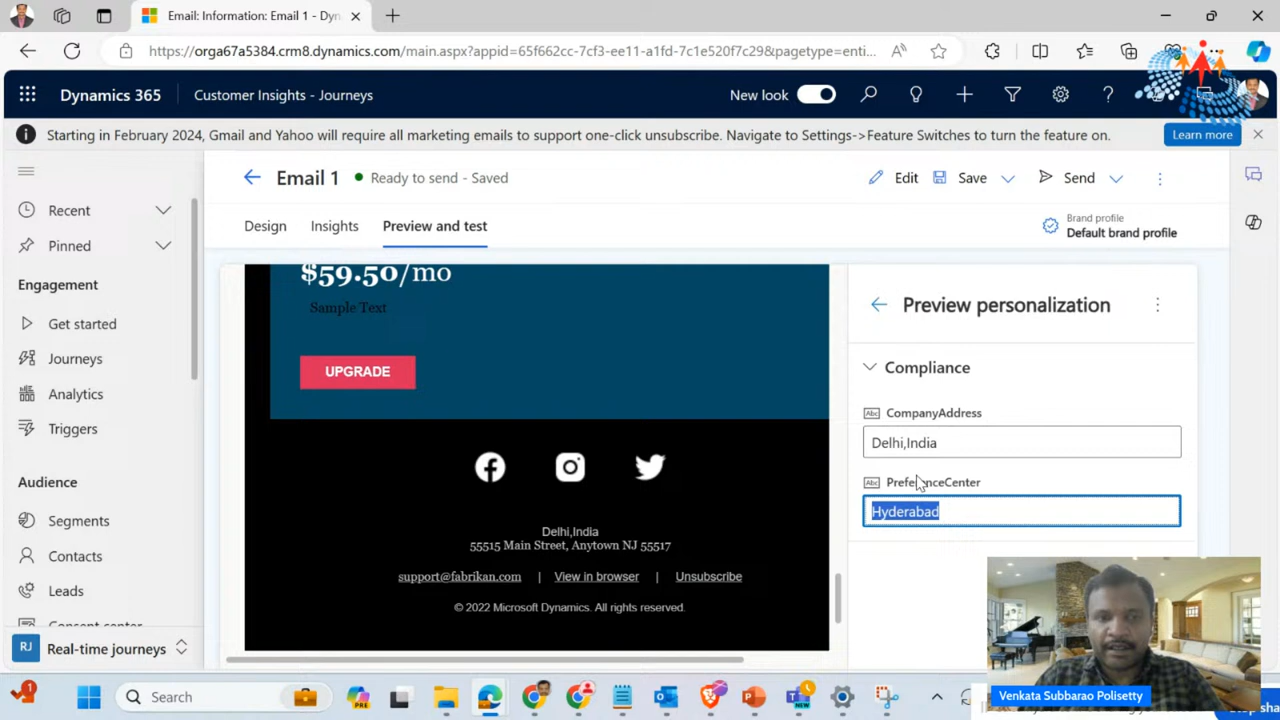 Email: Information: Email 1 - Dyn
https://orga67a5384.crm8.dynamics.com/main.aspx?appid=65f662cc-7cf3-ee11-a1fd-7c1e520f7c29&pagetype=enti...
Dynamics 365
Customer Insights - Journeys
New look
Starting in February 2024, Gmail and Yahoo will require all marketing emails to support one-click unsubscribe. Navigate to Settings->Feature Switches to turn the feature on.
Learn more
Recent
Pinned
Engagement
Get started
Journeys
Analytics
Triggers
Audience
Segments
Contacts
Leads
Consent center
RJ
Real-time journeys
Email 1
Ready to send - Saved
Edit
Save
Send
Design
Insights
Preview and test
Brand profile
Default brand profile
$59.50/mo
Sample Text
UPGRADE
Delhi,India
55515 Main Street, Anytown NJ 55517
support@fabrikan.com | View in browser | Unsubscribe
© 2022 Microsoft Dynamics. All rights reserved.
Preview personalization
Compliance
Abc CompanyAddress
Delhi,India
Abc PreferenceCenter
Hyderabad
Venkata Subbarao Polisetty
Search